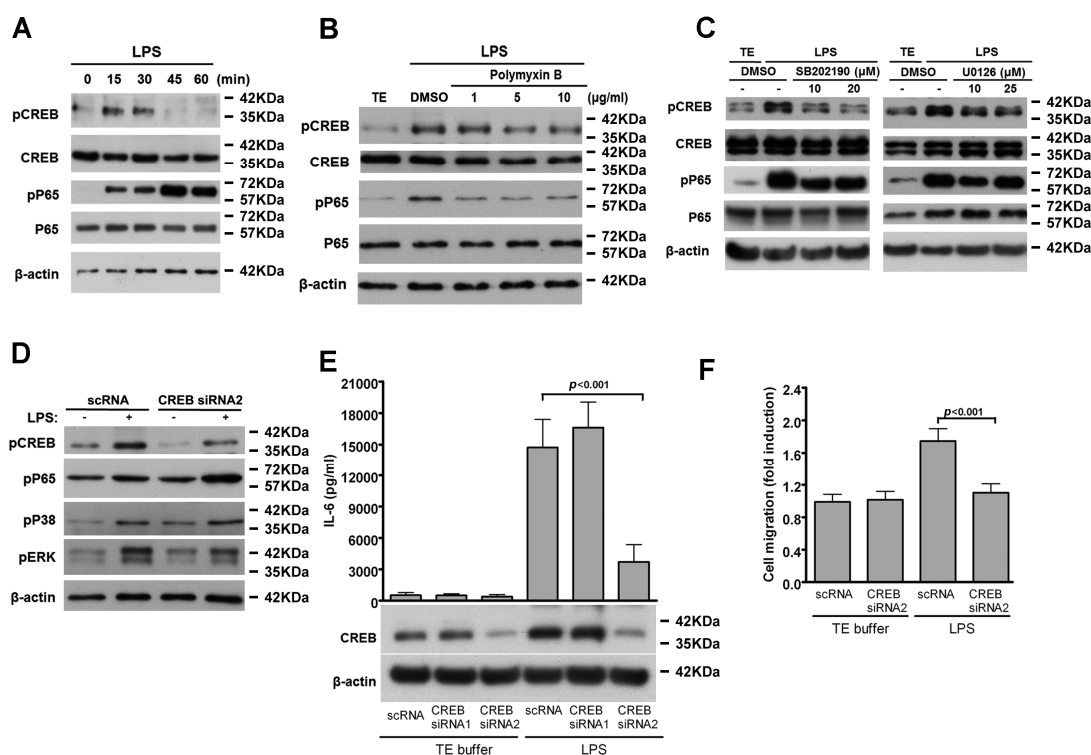 A
LPS
0 15 30 45 60 (min)
pCREB
42KDa
35KDa
CREB
42KDa
35KDa
pP65
72KDa
57KDa
P65
72KDa
57KDa
β-actin
42KDa
B
LPS
Polymyxin B
TE DMSO 1 5 10 (µg/ml)
pCREB
42KDa
35KDa
CREB
42KDa
35KDa
pP65
72KDa
57KDa
P65
72KDa
57KDa
β-actin
42KDa
C
TE LPS TE LPS
DMSO SB202190 (µM) DMSO U0126 (µM)
- - 10 20 - - 10 25
pCREB
42KDa
35KDa
CREB
42KDa
35KDa
pP65
72KDa
57KDa
P65
72KDa
57KDa
β-actin
42KDa
D
scRNA CREB siRNA2
LPS: - + - +
pCREB
42KDa
35KDa
pP65
72KDa
57KDa
pP38
42KDa
35KDa
pERK
42KDa
35KDa
β-actin
42KDa
E
IL-6 (pg/ml)
21000
18000
15000
12000
9000
6000
3000
0
p<0.001
CREB
42KDa
35KDa
β-actin
42KDa
scRNA CREB siRNA1 CREB siRNA2 scRNA CREB siRNA1 CREB siRNA2
TE buffer LPS
F
Cell migration (fold induction)
2.4
2.0
1.6
1.2
0.8
0.4
0.0
p<0.001
scRNA CREB siRNA2 scRNA CREB siRNA2
TE buffer LPS